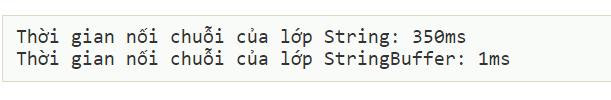 Thời gian nối chuỗi của lớp String: 350ms
Thời gian nối chuỗi của lớp StringBuffer: 1ms